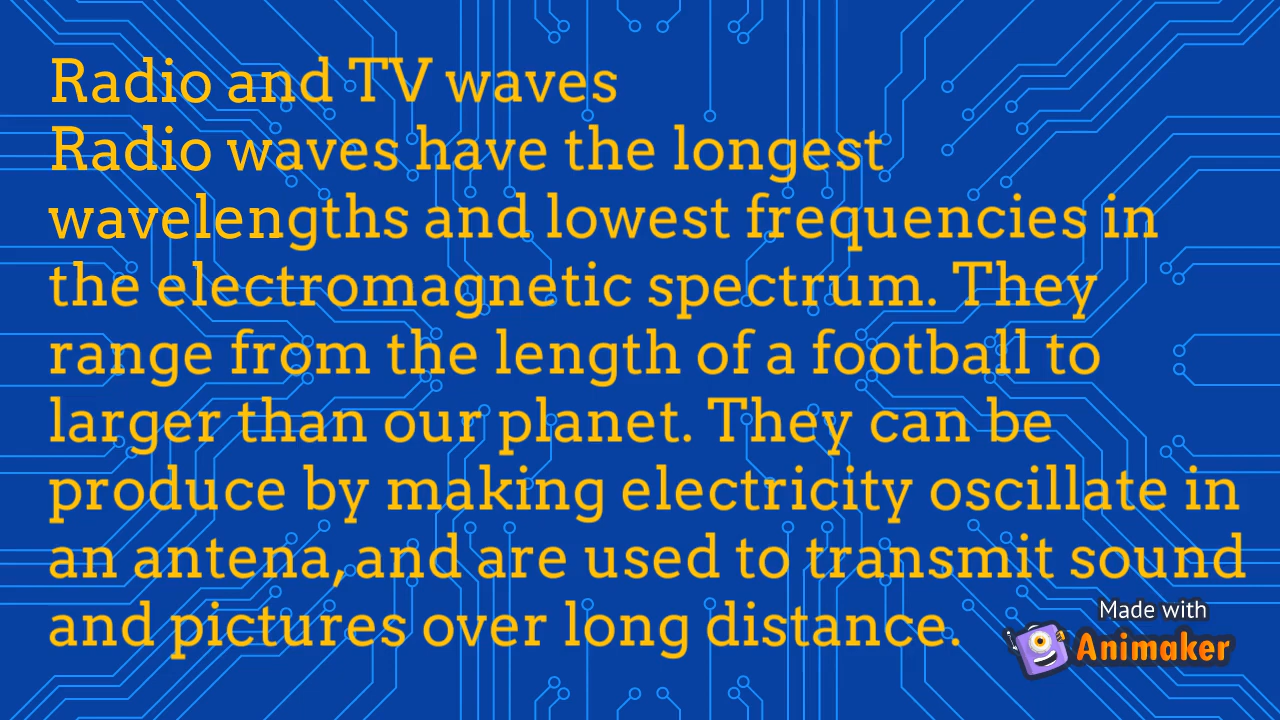 Radio and TV waves
Radio waves have the longest
wavelengths and lowest frequencies in
the electromagnetic spectrum. They
range from the length of a football to
larger than our planet. They can be
produce by making electricity oscillate in
an antena, and are used to transmit sound
and pictures over long distance.
Made with
Animaker